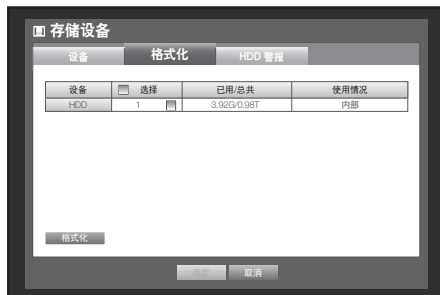 存储设备
设备 格式化 HDD 警报
设备 选择 已用/总共 使用情况
HDD 1 3.92G/0.98T 内部
格式化
确定 取消